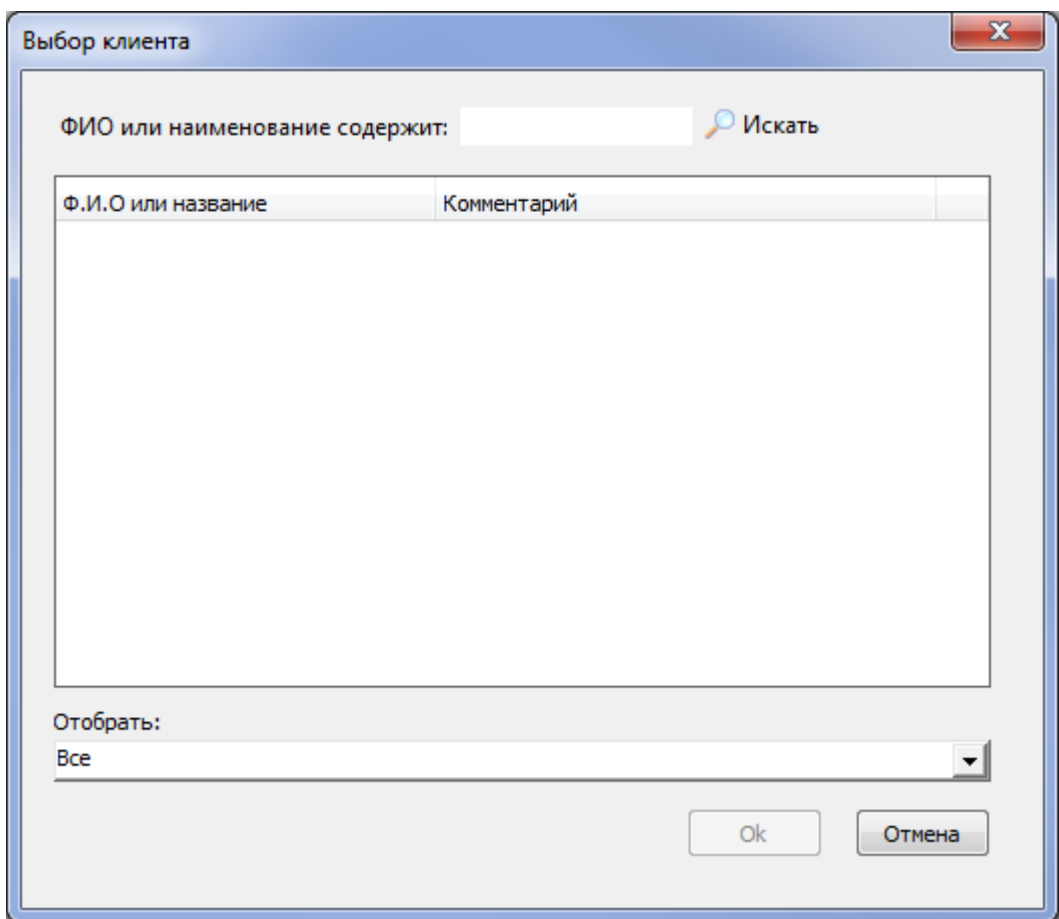 Выбор клиента
ФИО или наименование содержит: Искать
Ф.И.О или название Комментарий
Отобрать:
Все
Ok Отмена